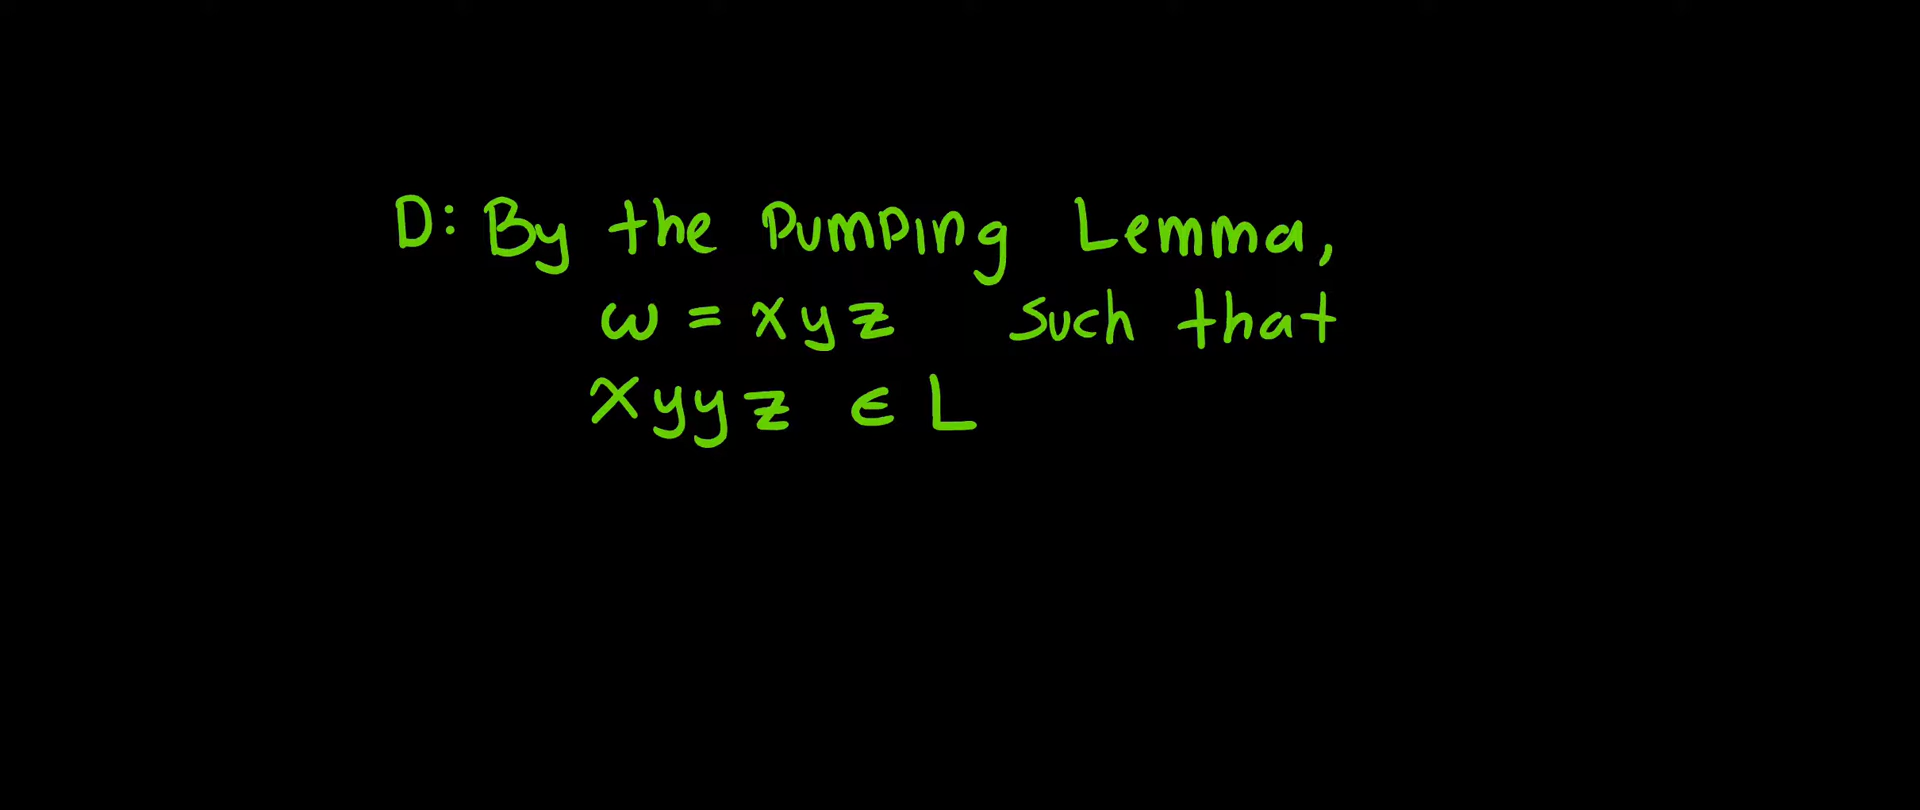 D: By the Pumping Lemma,
ω = xyz such that
xyyz ∈ L